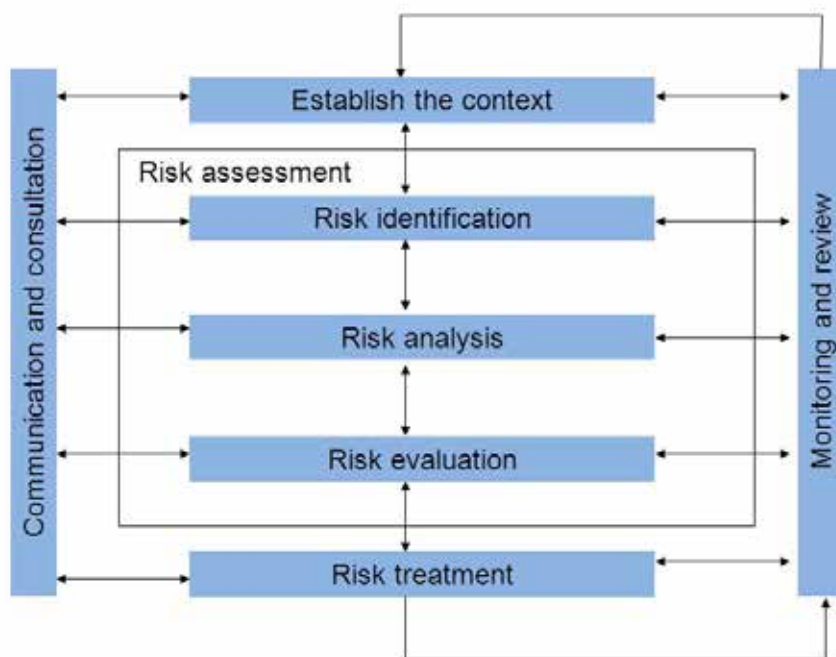 Establish the context
Risk assessment
Risk identification
Risk analysis
Risk evaluation
Risk treatment
Communication and consultation
Monitoring and review